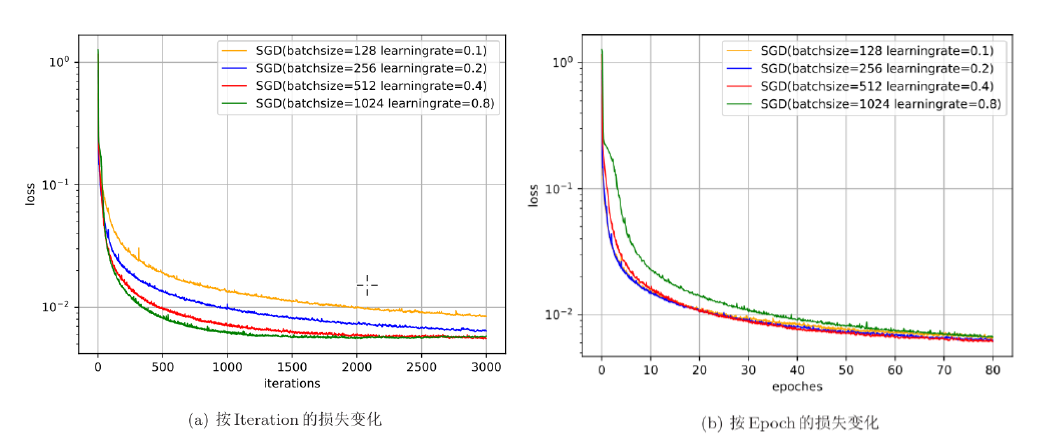 SGD(batchsize=128 learningrate=0.1)
SGD(batchsize=256 learningrate=0.2)
SGD(batchsize=512 learningrate=0.4)
SGD(batchsize=1024 learningrate=0.8)
10⁰
10⁻¹
10⁻²
loss
0 500 1000 1500 2000 2500 3000
iterations
(a) 按 Iteration 的损失变化
SGD(batchsize=128 learningrate=0.1)
SGD(batchsize=256 learningrate=0.2)
SGD(batchsize=512 learningrate=0.4)
SGD(batchsize=1024 learningrate=0.8)
10⁰
10⁻¹
10⁻²
loss
0 10 20 30 40 50 60 70 80
epoches
(b) 按 Epoch 的损失变化